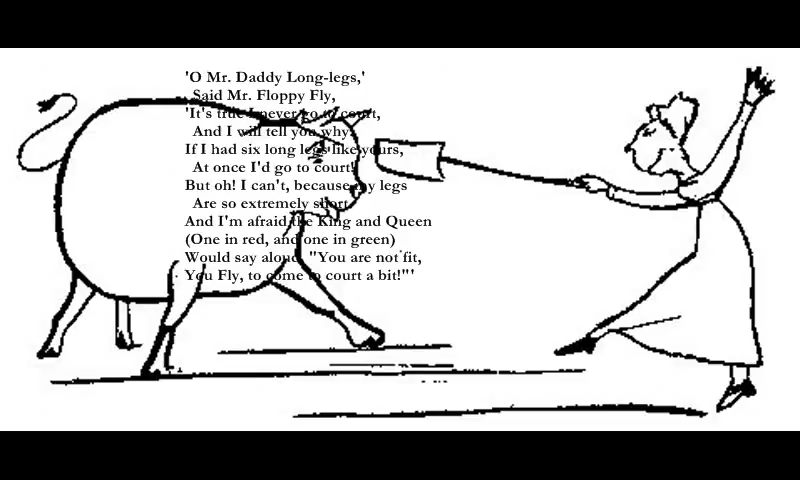 'O Mr. Daddy Long-legs,'
Said Mr. Floppy Fly,
'It's true I never go to court,
And I will tell you why.
If I had six long legs like yours,
At once I'd go to court!
But oh! I can't, because my legs
Are so extremely short.
And I'm afraid the King and Queen
(One in red, and one in green)
Would say aloud, "You are not fit,
You Fly, to come to court a bit!"'